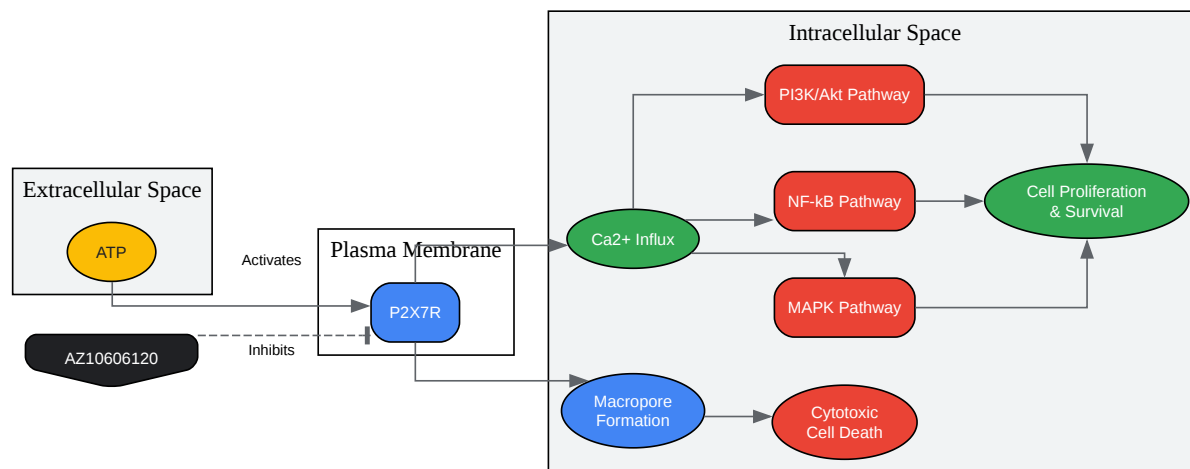 Intracellular Space
PI3K/Akt Pathway
Extracellular Space
NF-kB Pathway
Cell Proliferation
& Survival
ATP
Activates
Plasma Membrane
Ca2+ Influx
P2X7R
MAPK Pathway
AZ10606120
Inhibits
Macropore
Formation
Cytotoxic
Cell Death